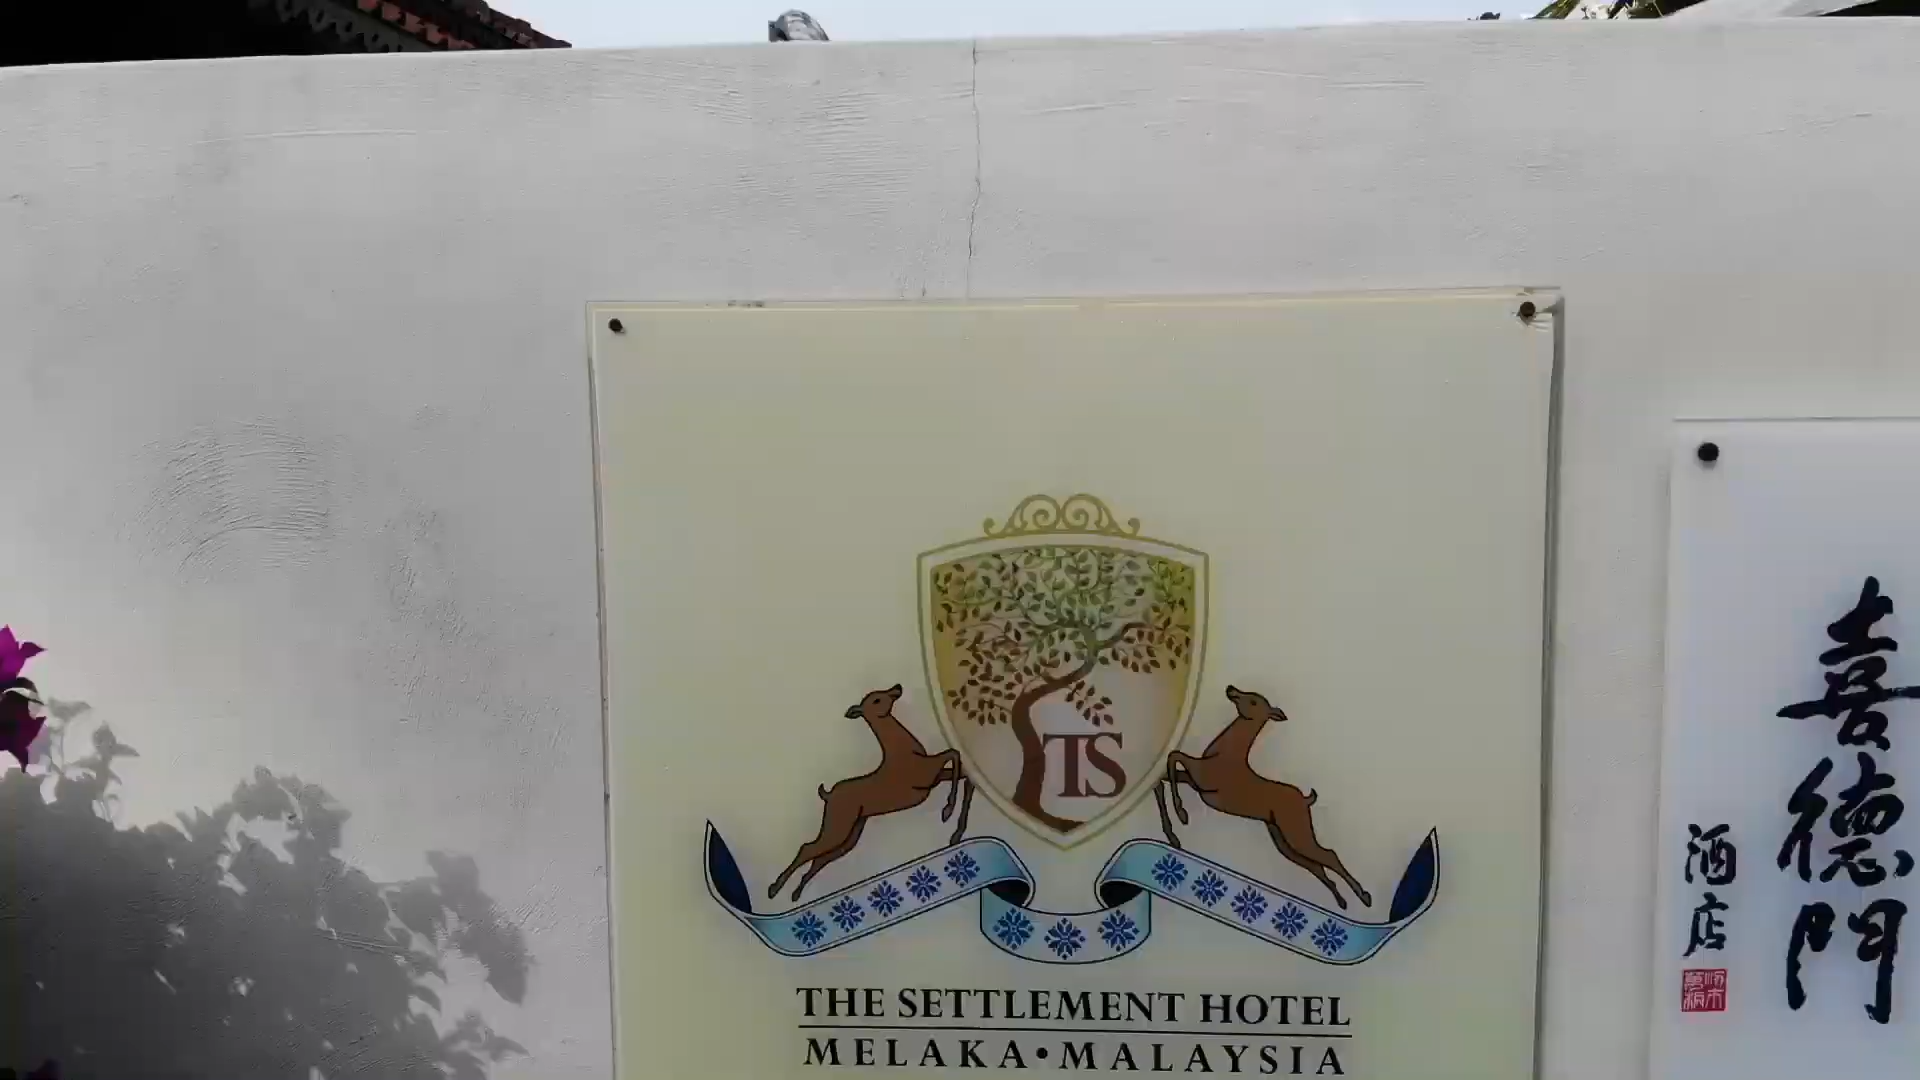 TS
THE SETTLEMENT HOTEL
MELAKA•MALAYSIA
喜德門
酒店